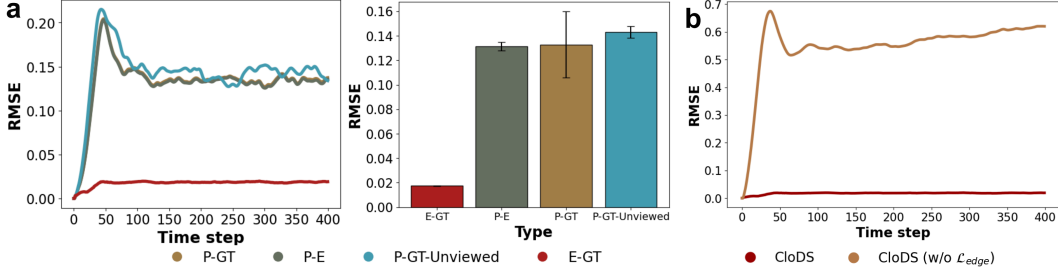 a
RMSE
0.20
0.15
0.10
0.05
0.00
0 50 100 150 200 250 300 350 400
Time step
RMSE
0.16
0.14
0.12
0.10
0.08
0.06
0.04
0.02
0.00
E-GT P-E P-GT P-GT-Unviewed
Type
P-GT P-E P-GT-Unviewed E-GT
b
RMSE
0.7
0.6
0.5
0.4
0.3
0.2
0.1
0.0
0 50 100 150 200 250 300 350 400
Time step
CloDS CloDS (w/o ℒedge)